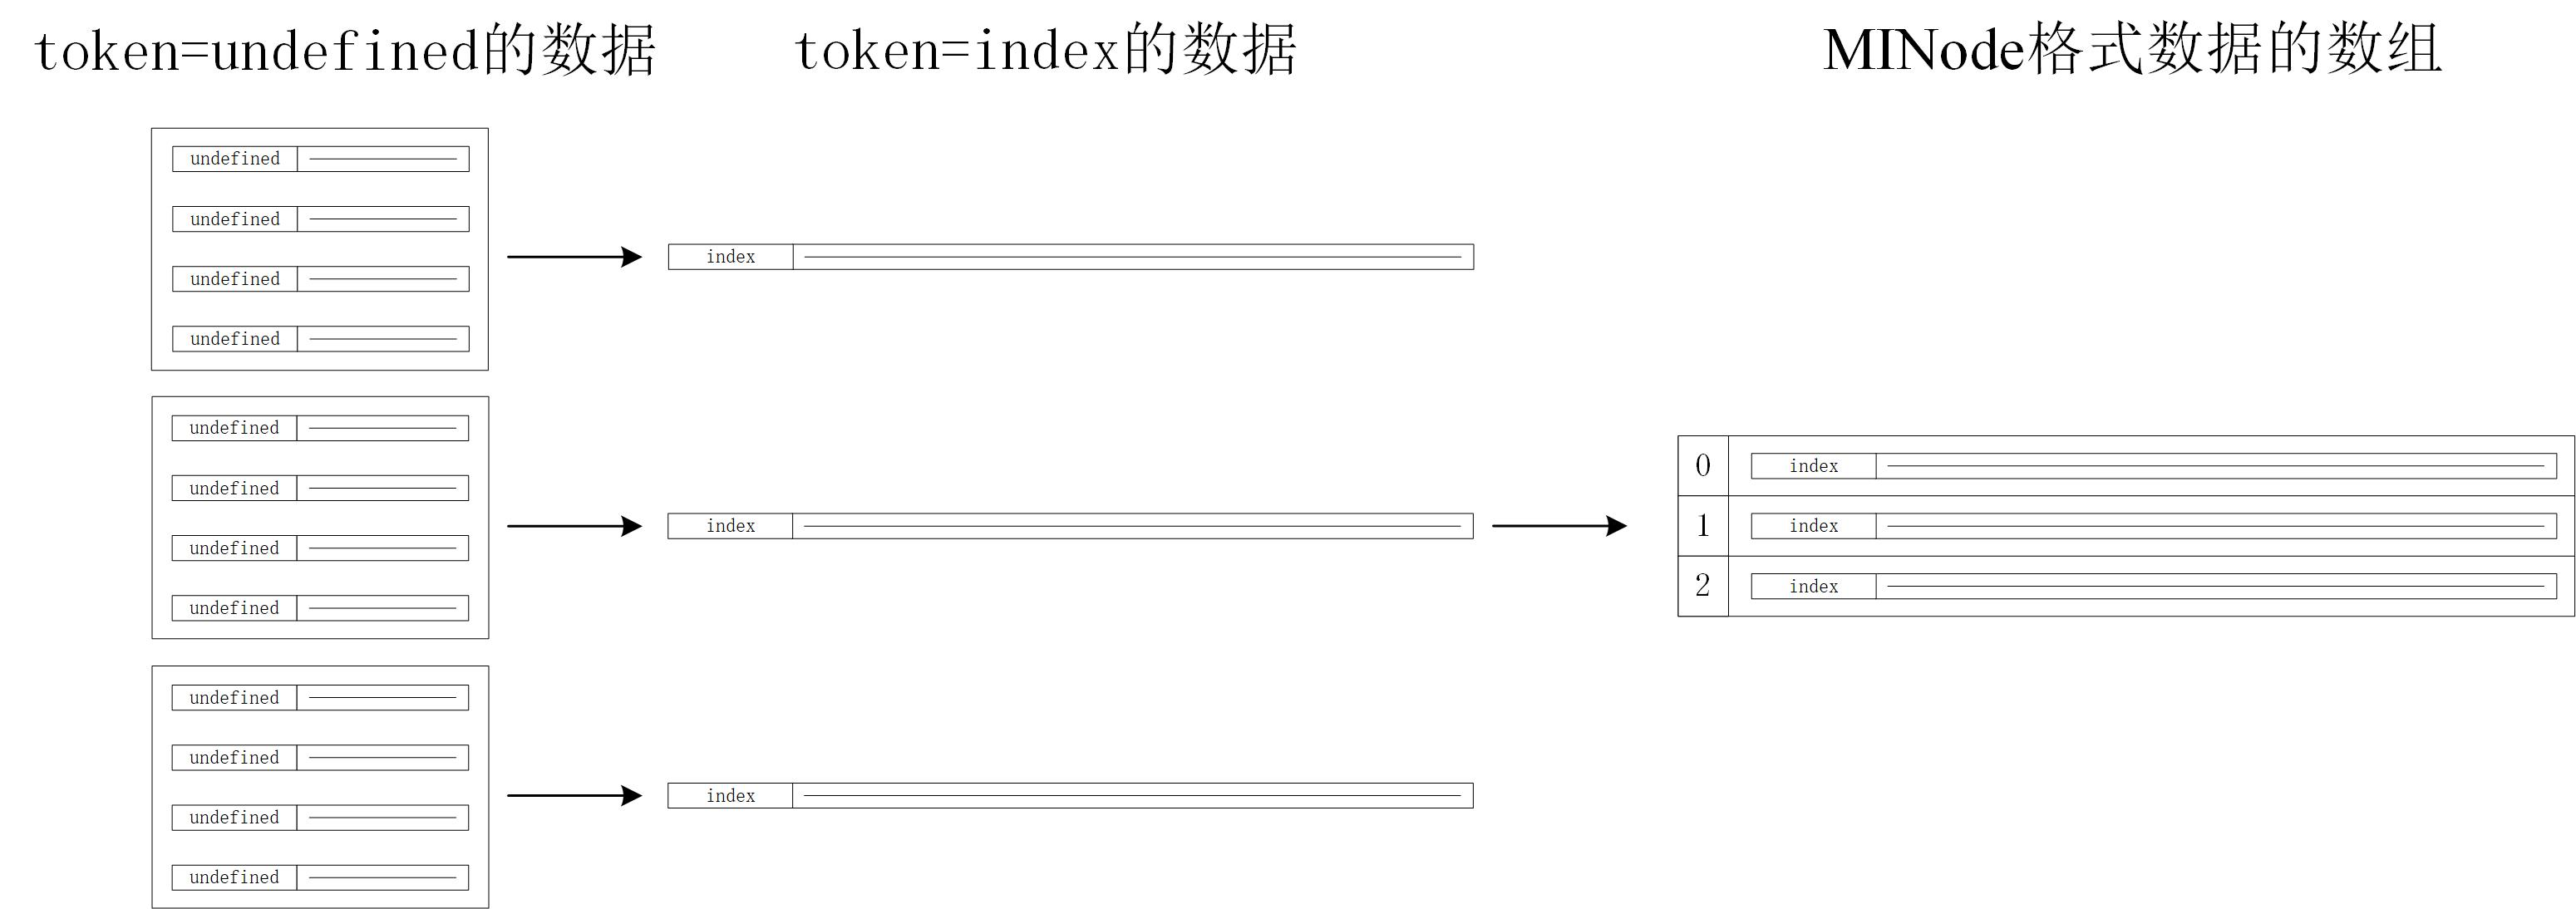 token=undefined的数据
token=index的数据
MINode格式数据的数组
undefined
undefined
undefined
undefined
index
undefined
undefined
undefined
undefined
index
0 index
1 index
2 index
undefined
undefined
undefined
undefined
index